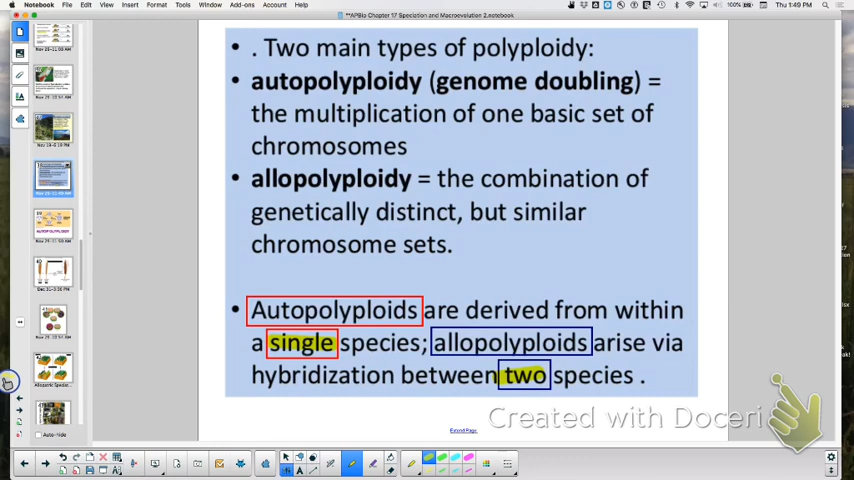 Notebook File Edit View Insert Format Tools Window Add-ons Account Help
100%
Thu 1:49 PM
**APBio Chapter 17 Speciation and Macroevolution 2.notebook
• . Two main types of polyploidy:
• autopolyploidy (genome doubling) =
the multiplication of one basic set of
chromosomes
• allopolyploidy = the combination of
genetically distinct, but similar
chromosome sets.
• Autopolyploids are derived from within
a single species; allopolyploids arise via
hybridization between two species .
Created with Doceri
Extend Page
AUTOPOLYPLOIDY
Auto-hide